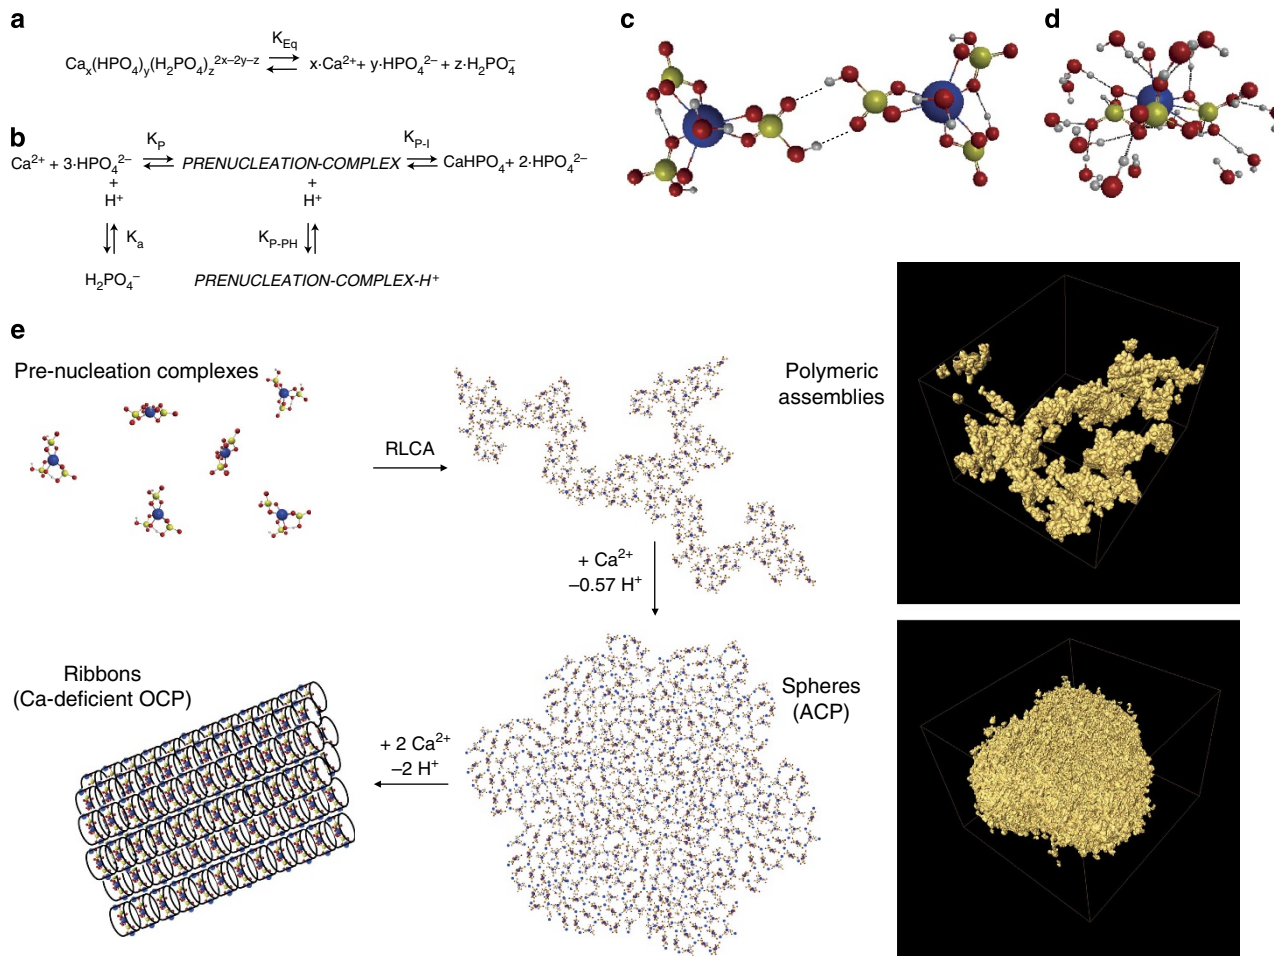 a
K_Eq
Ca_x(HPO4)_y(H_2PO4)_z^2x–2y–z ⇌ x·Ca^2+ + y·HPO_4^2– + z·H_2PO_4^–
b
K_P
K_P-I
Ca^2+ + 3·HPO_4^2– ⇌ PRENUCLEATION-COMPLEX ⇌ CaHPO_4 + 2·HPO_4^2–
+ +
H^+ H^+
K_a K_P-PH
H_2PO_4^– PRENUCLEATION-COMPLEX-H^+
c
d
e
Pre-nucleation complexes
RLCA
Polymeric
assemblies
+ Ca^2+
–0.57 H^+
Spheres
(ACP)
+ 2 Ca^2+
–2 H^+
Ribbons
(Ca-deficient OCP)